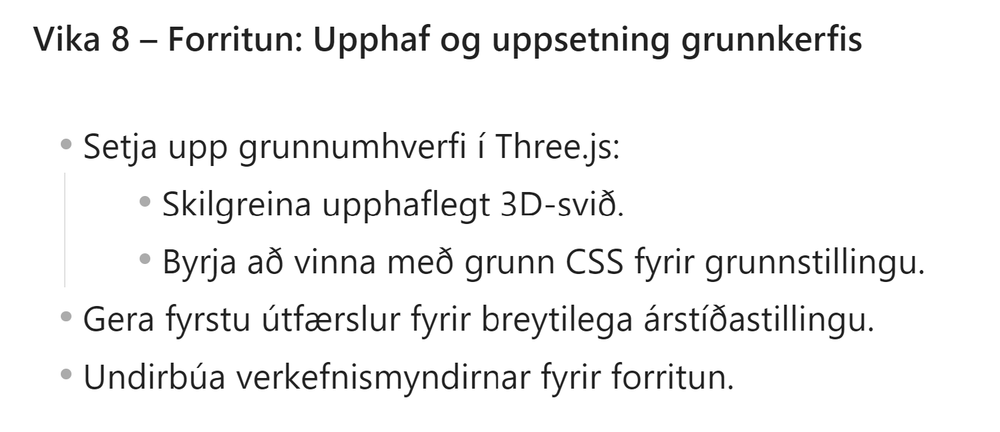 Vika 8 – Forritun: Upphaf og uppsetning grunnkerfis
• Setja upp grunnumhverfi í Three.js:
• Skilgreina upphaflegt 3D-svið.
• Byrja að vinna með grunn CSS fyrir grunnstillingu.
• Gera fyrstu útfærslur fyrir breytilega árstíðastillingu.
• Undirbúa verkefnismyndirnar fyrir forritun.